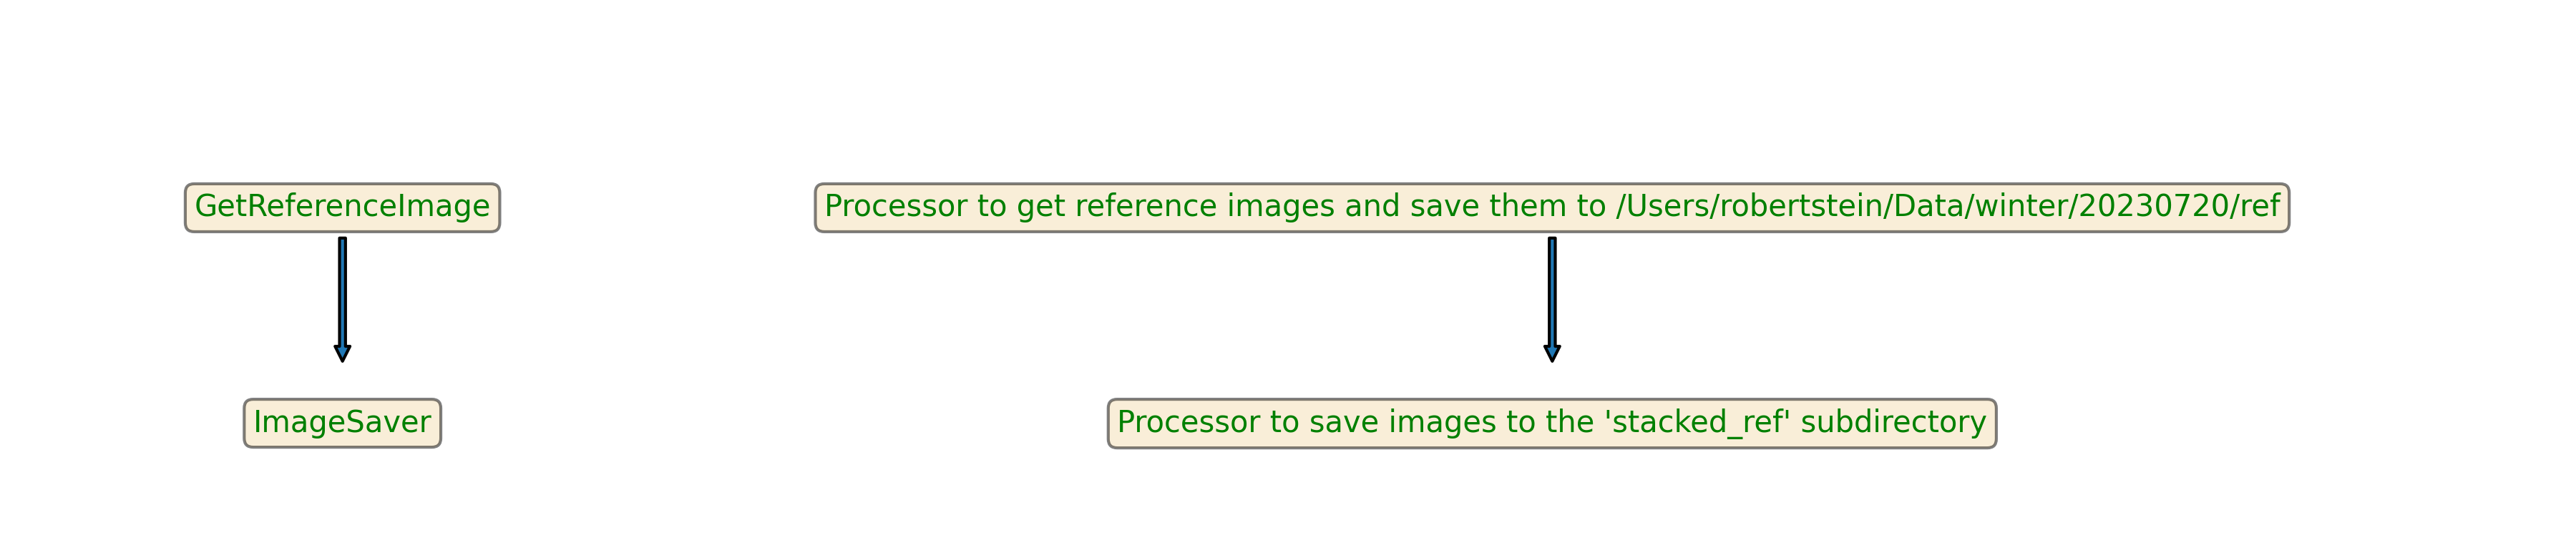 GetReferenceImage
Processor to get reference images and save them to /Users/robertstein/Data/winter/20230720/ref
ImageSaver
Processor to save images to the 'stacked_ref' subdirectory